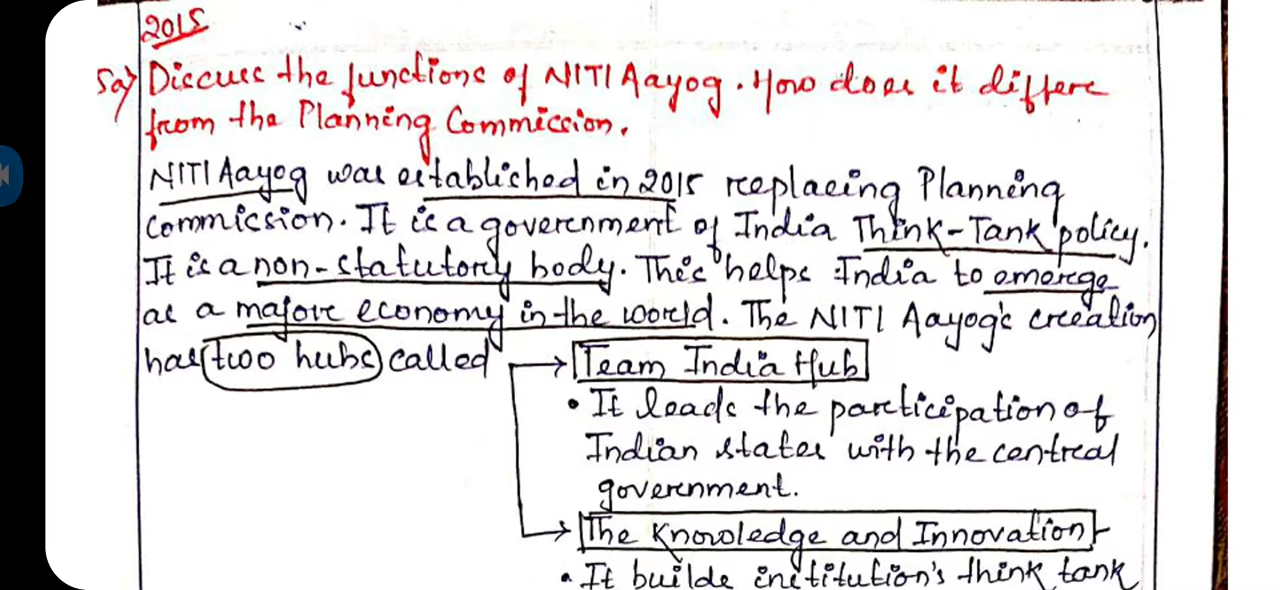 2015
5a) Discuss the functions of NITI Aayog. How does it differ
from the Planning Commission.
NITI Aayog was established in 2015 replacing Planning
Commission. It is a government of India Think-Tank policy.
It is a non-statutory body. This helps India to emerge
as a major economy in the world. The NITI Aayog's creation
has two hubs called → Team India Hub
• It leads the participation of
Indian states with the central
government.
→ The Knowledge and Innovation-
• It builds institution's think tank